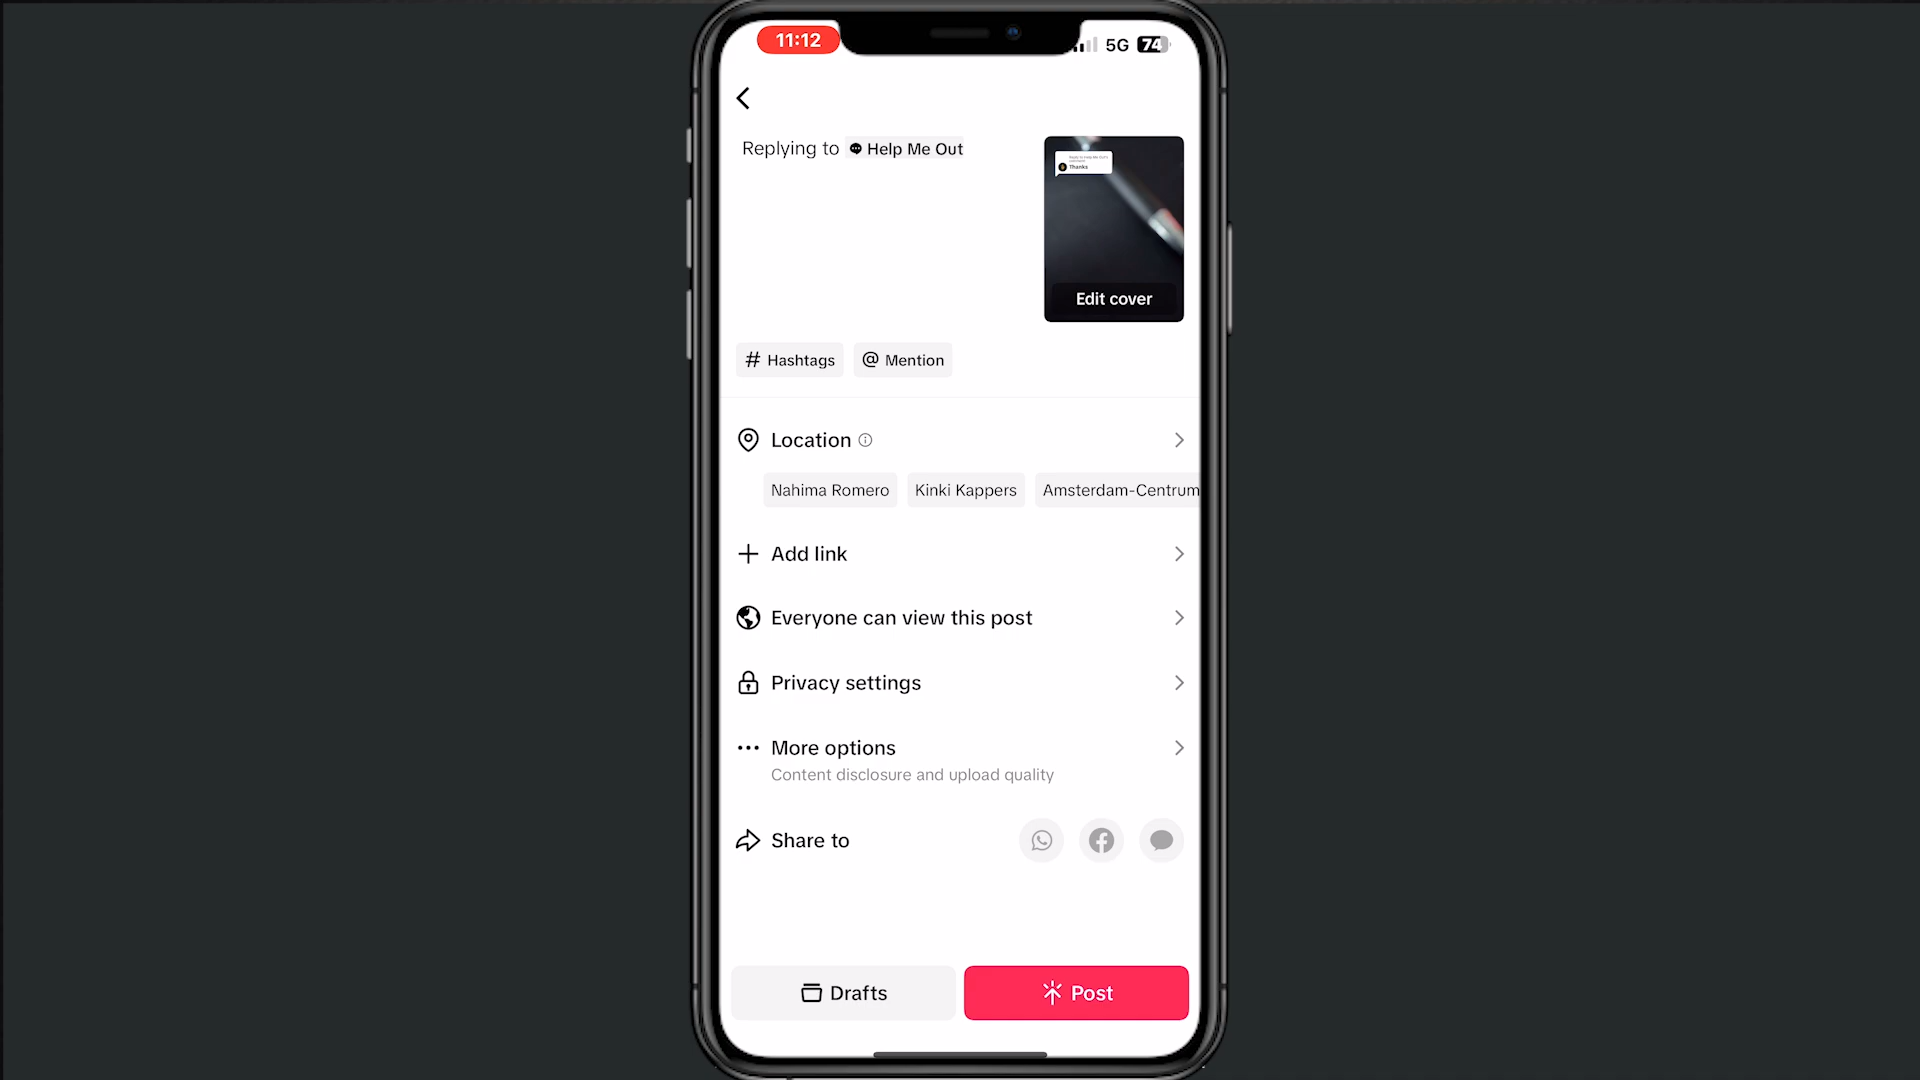 11:12
5G 74
Replying to Help Me Out
Thanks
Edit cover
# Hashtags
@ Mention
Location
Nahima Romero
Kinki Kappers
Amsterdam-Centrum
Add link
Everyone can view this post
Privacy settings
More options
Content disclosure and upload quality
Share to
Drafts
Post